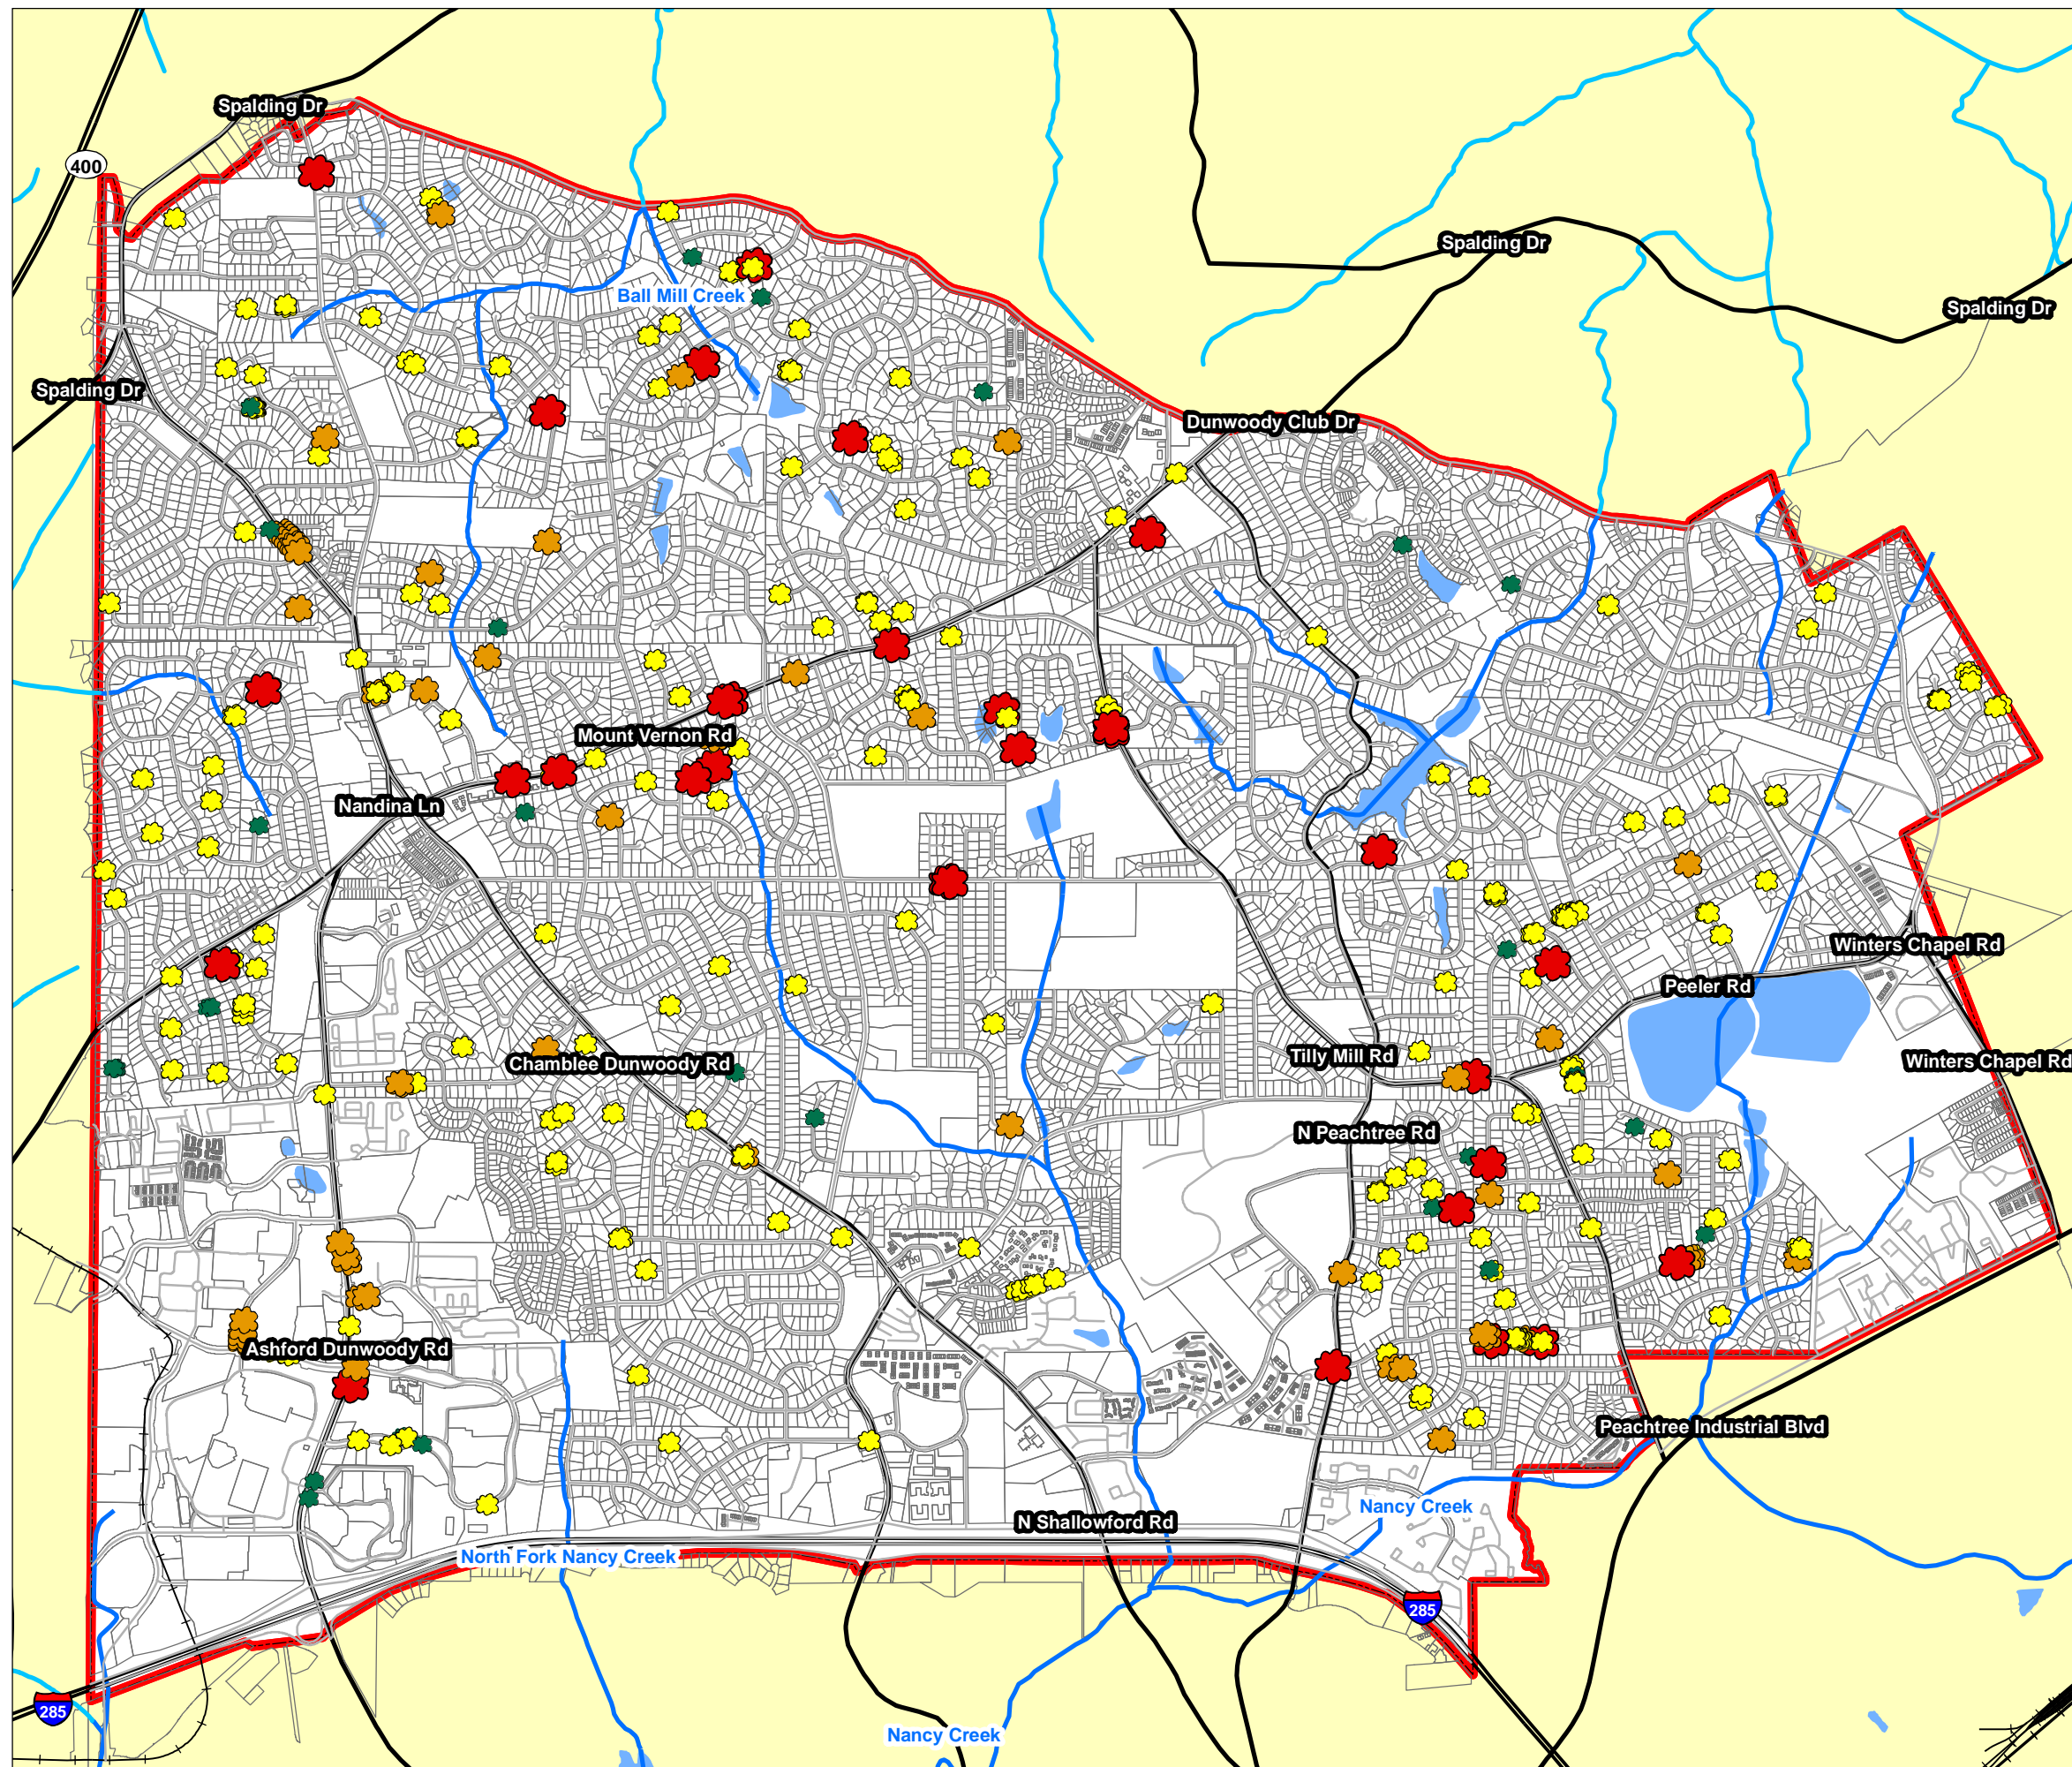 Spalding Dr
400
Spalding Dr
Ball Mill Creek
Spalding Dr
Spalding Dr
Dunwoody Club Dr
Mount Vernon Rd
Nandina Ln
Winters Chapel Rd
Peeler Rd
Tilly Mill Rd
Chamblee Dunwoody Rd
Winters Chapel Rd
N Peachtree Rd
Ashford Dunwoody Rd
Peachtree Industrial Blvd
Nancy Creek
N Shallowford Rd
North Fork Nancy Creek
285
285
Nancy Creek